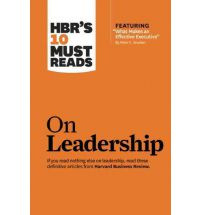 HBR'S
10
MUST
READS
FEATURING
"What Makes an
Effective Executive"
By Peter F. Drucker
On
Leadership
If you read nothing else on leadership, read these
definitive articles from Harvard Business Review.